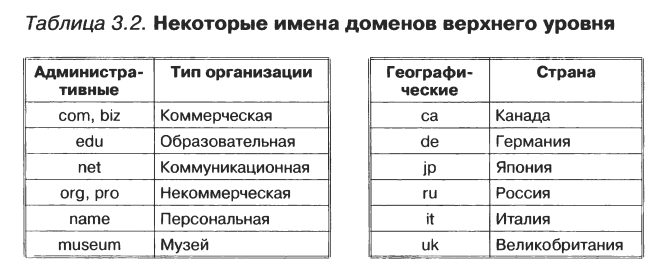 Таблица 3.2. Некоторые имена доменов верхнего уровня
Администра-
тивные
Тип организации
com, biz
Коммерческая
edu
Образовательная
net
Коммуникационная
org, pro
Некоммерческая
name
Персональная
museum
Музей
Географи-
ческие
Страна
ca
Канада
de
Германия
jp
Япония
ru
Россия
it
Италия
uk
Великобритания